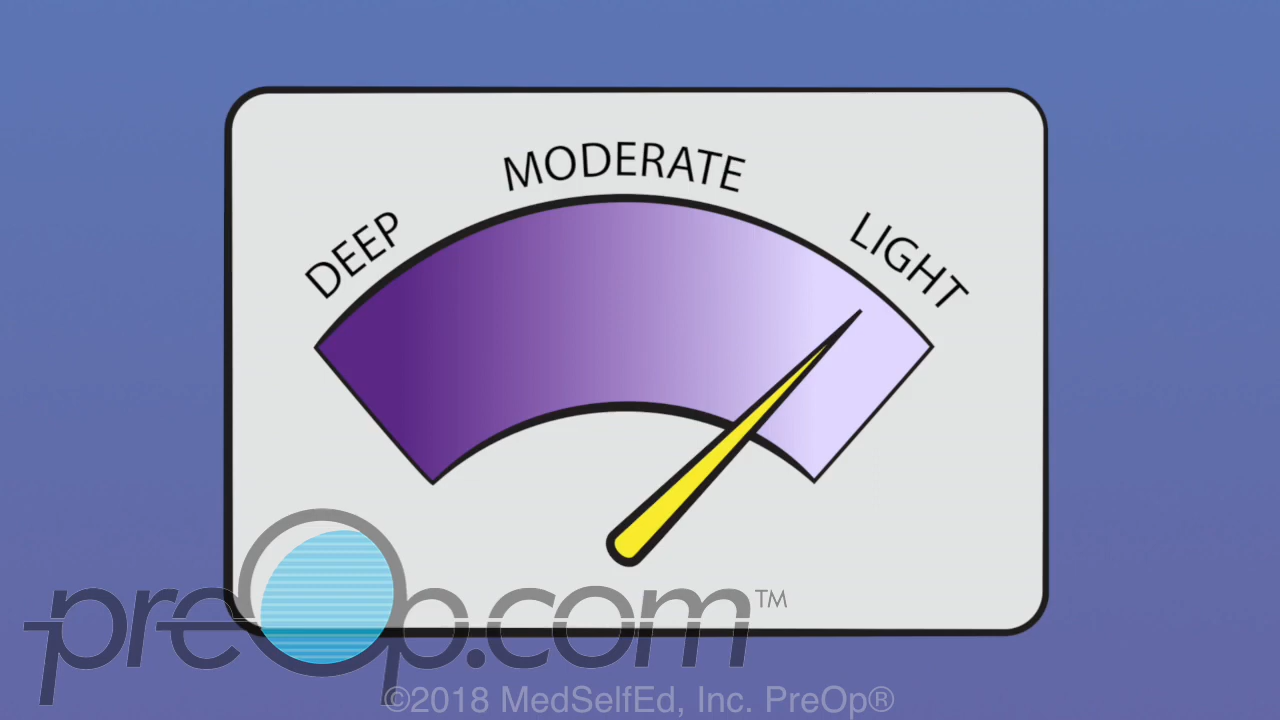 MODERATE
DEEP
LIGHT
preOp.com™
©2018 MedSelfEd, Inc. PreOp®